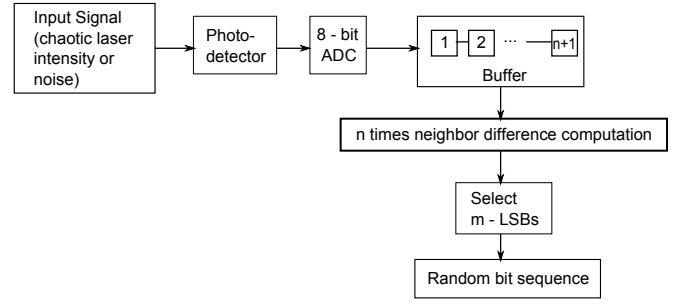 Input Signal
(chaotic laser
intensity or
noise)
Photo-
detector
8 - bit
ADC
1
2
...
n+1
Buffer
n times neighbor difference computation
Select
m - LSBs
Random bit sequence